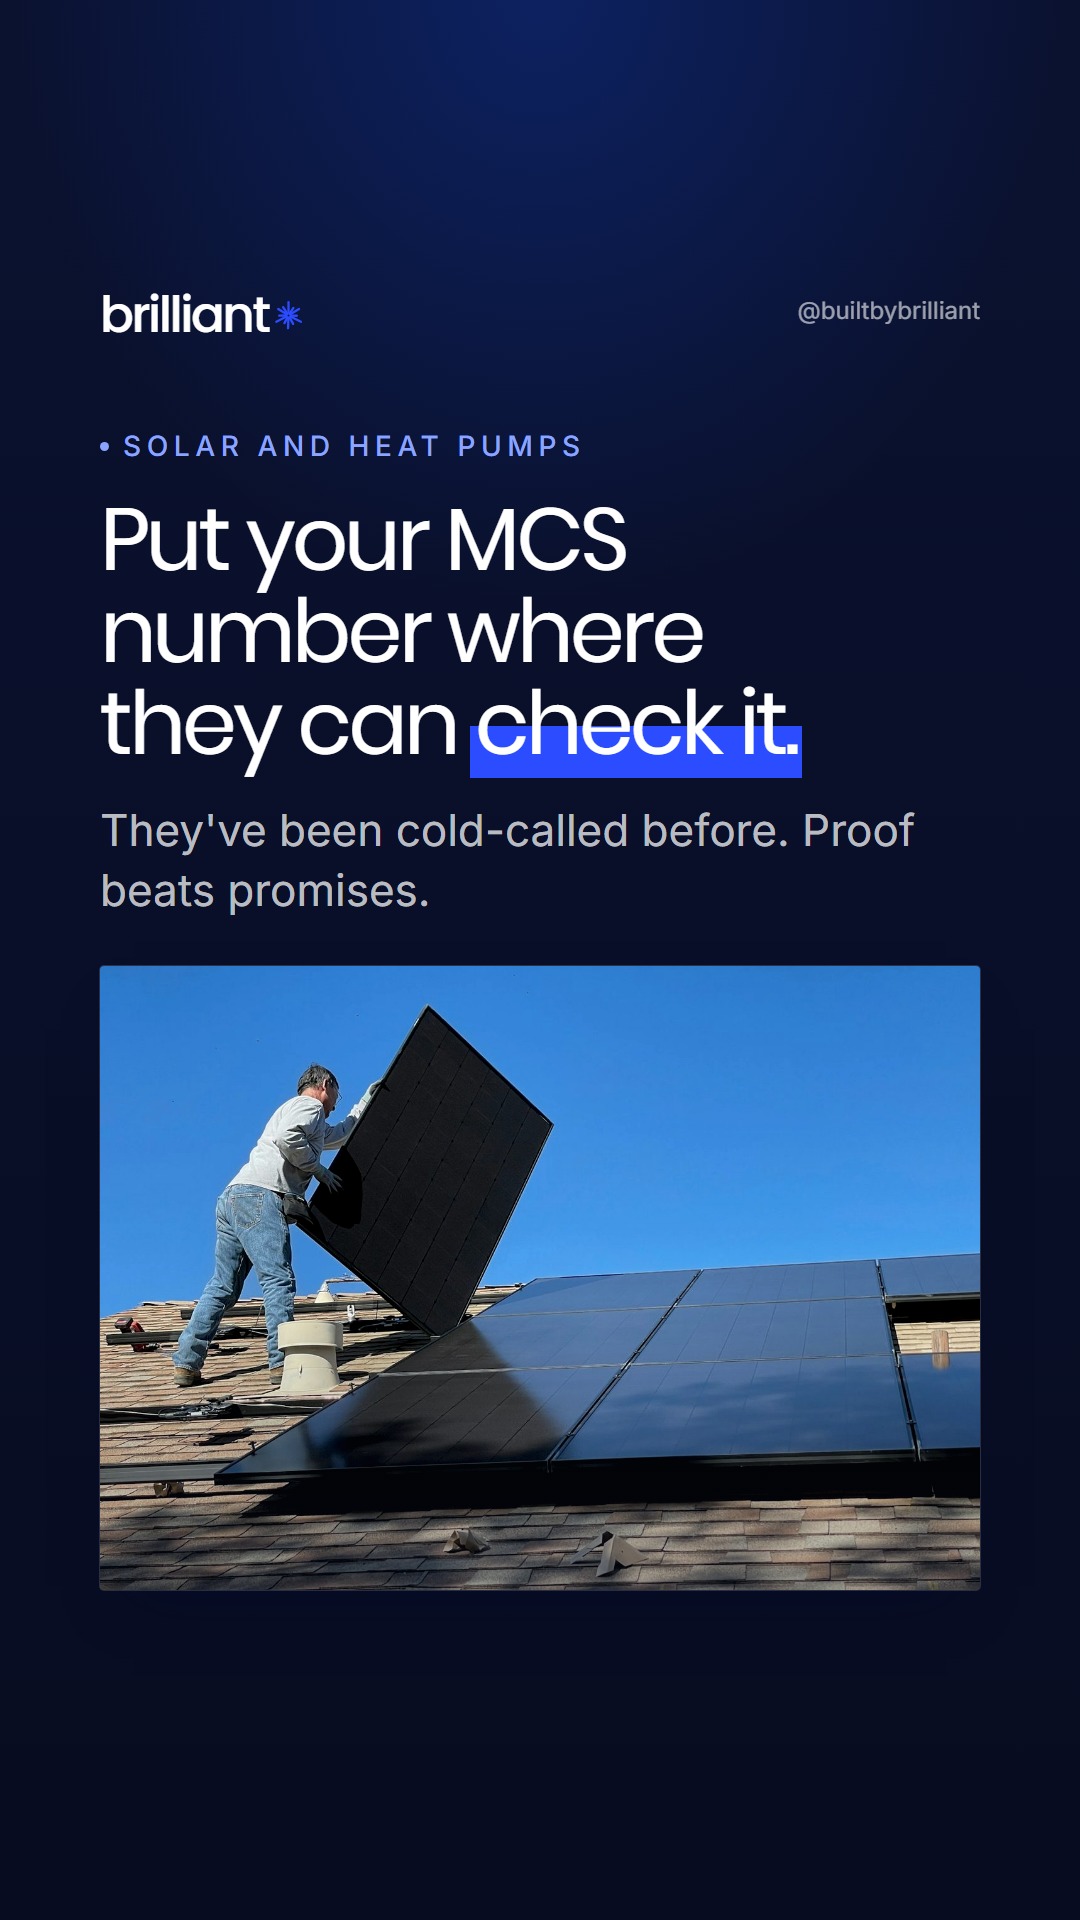 brilliant
@builtbybrilliant
• SOLAR AND HEAT PUMPS
Put your MCS
number where
they can check it.
They've been cold-called before. Proof
beats promises.